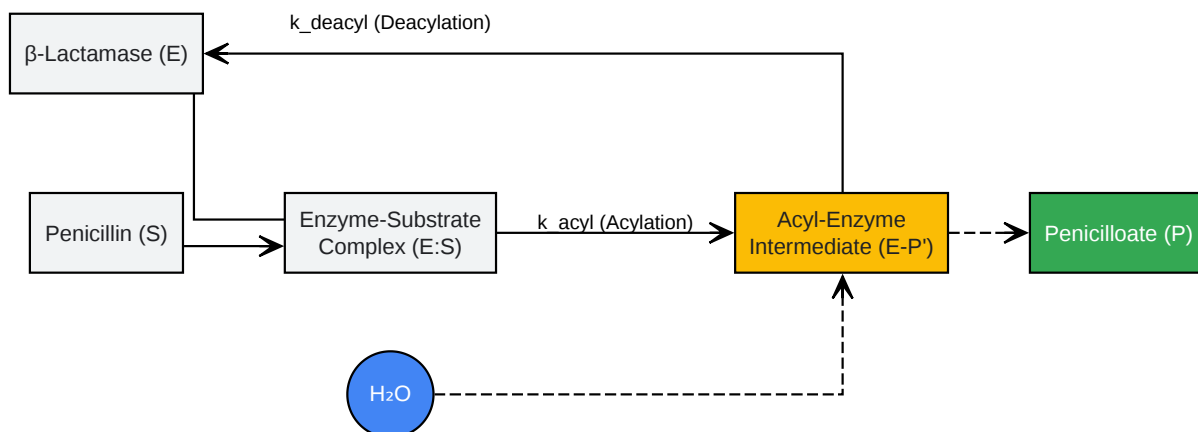 k_deacyl (Deacylation)
β-Lactamase (E)
Penicillin (S)
Enzyme-Substrate
Complex (E:S)
k_acyl (Acylation)
Acyl-Enzyme
Intermediate (E-P')
Penicilloate (P)
H₂O